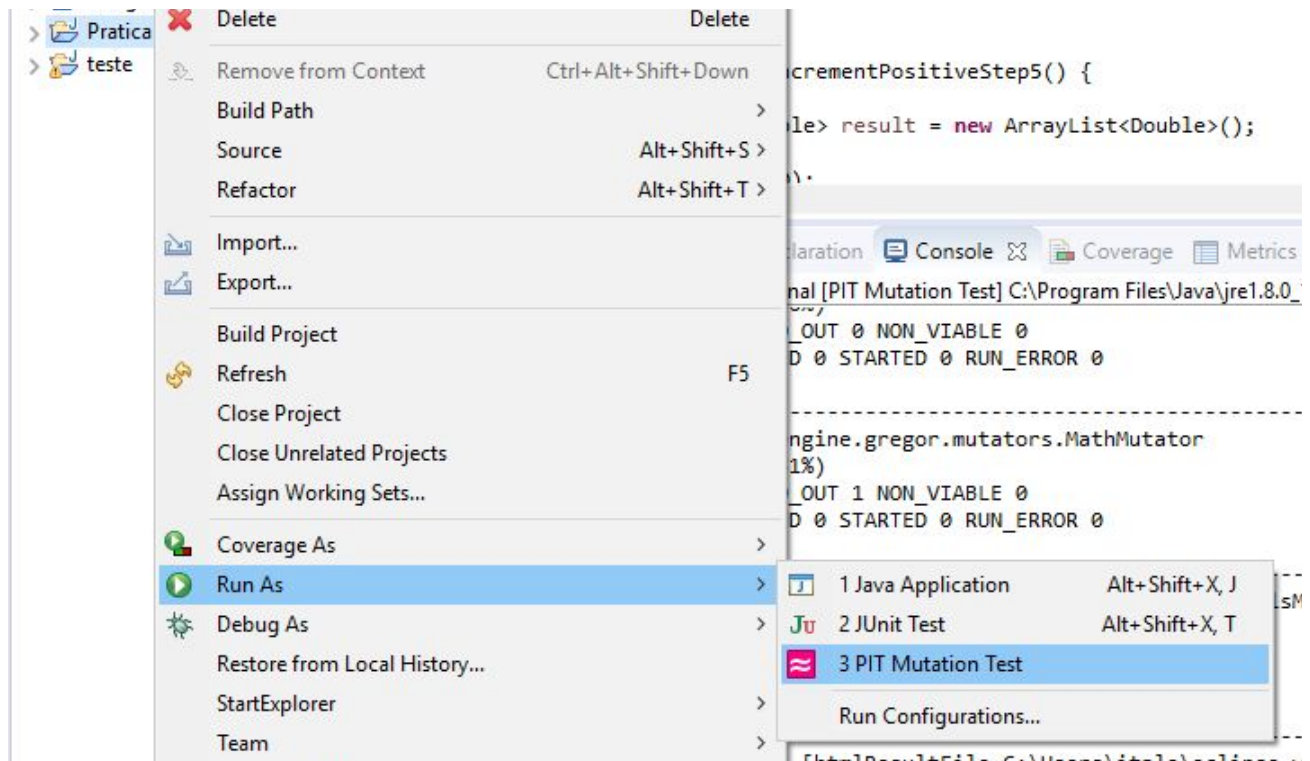 Pratica
teste
Delete Delete
Remove from Context Ctrl+Alt+Shift+Down
Build Path
Source Alt+Shift+S
Refactor Alt+Shift+T
Import...
Export...
Build Project
Refresh F5
Close Project
Close Unrelated Projects
Assign Working Sets...
Coverage As
Run As
Debug As
Restore from Local History...
StartExplorer
Team
1 Java Application Alt+Shift+X, J
2 JUnit Test Alt+Shift+X, T
3 PIT Mutation Test
Run Configurations...
crementPositiveStep5() {
le> result = new ArrayList<Double>();
laration Console Coverage Metrics
nal [PIT Mutation Test] C:\Program Files\Java\jre1.8.0_
_OUT 0 NON_VIABLE 0
D 0 STARTED 0 RUN_ERROR 0
ngine.gregor.mutators.MathMutator
1%)
_OUT 1 NON_VIABLE 0
D 0 STARTED 0 RUN_ERROR 0